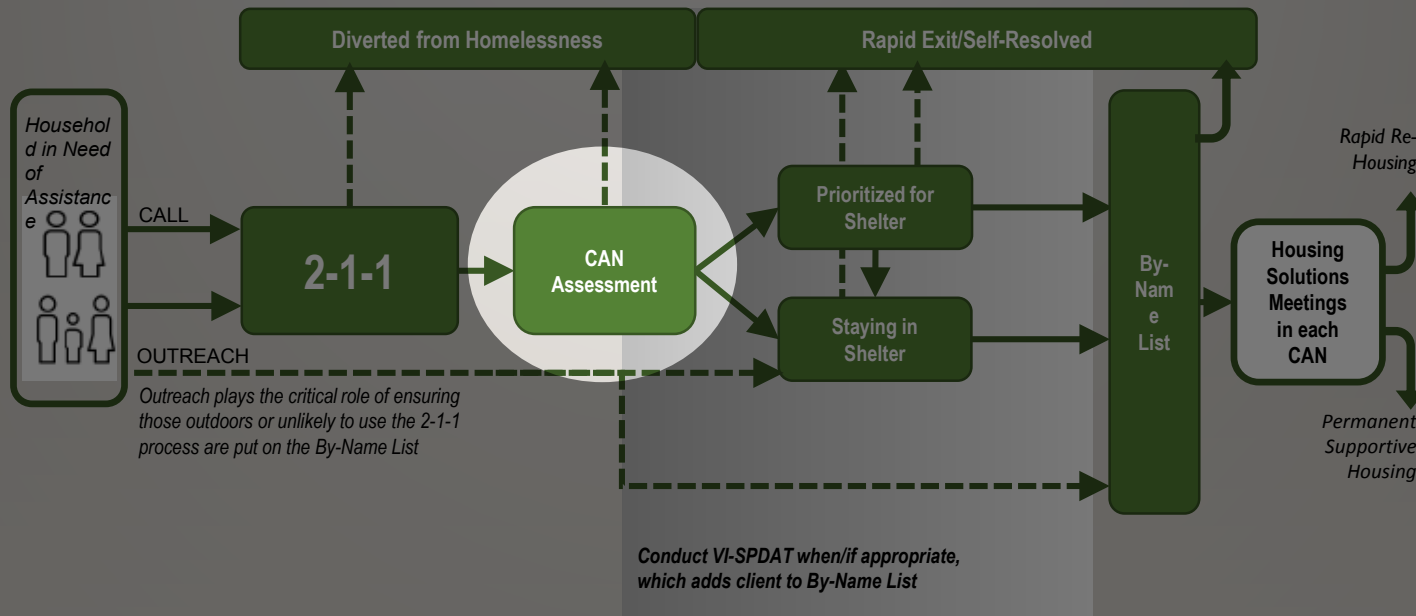 Diverted from Homelessness
Rapid Exit/Self-Resolved
Househol
d in Need
of
Assistanc
e
CALL
2-1-1
CAN
Assessment
Prioritized for
Shelter
Staying in
Shelter
By-
Nam
e
List
Housing
Solutions
Meetings
in each
CAN
Rapid Re-
Housing
Permanent
Supportive
Housing
OUTREACH
Outreach plays the critical role of ensuring
those outdoors or unlikely to use the 2-1-1
process are put on the By-Name List
Conduct VI-SPDAT when/if appropriate,
which adds client to By-Name List